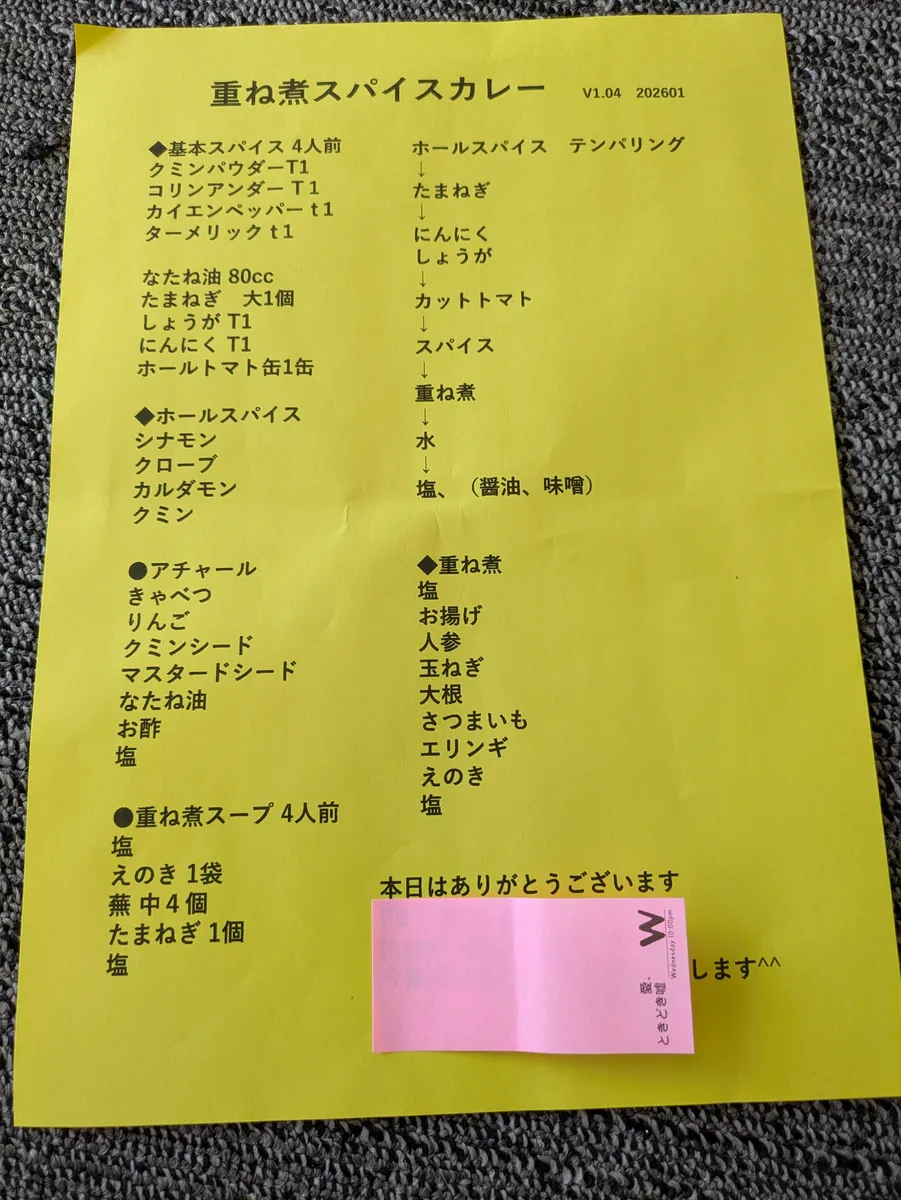 重ね煮スパイスカレー V1.04 202601
◆基本スパイス 4人前
クミンパウダーT1
コリンアンダー T 1
カイエンペッパー t 1
ターメリック t 1
なたね油 80cc
たまねぎ 大1個
しょうが T1
にんにく T1
ホールトマト缶1缶
◆ホールスパイス
シナモン
クローブ
カルダモン
クミン
●アチャール
きゃべつ
りんご
クミンシード
マスタードシード
なたね油
お酢
塩
●重ね煮スープ 4人前
塩
えのき 1袋
蕪 中４個
たまねぎ 1個
塩
ホールスパイス テンパリング
↓
たまねぎ
↓
にんにく
しょうが
↓
カットトマト
↓
スパイス
↓
重ね煮
↓
水
↓
塩、（醤油、味噌）
◆重ね煮
塩
お揚げ
人参
玉ねぎ
大根
さつまいも
エリンギ
えのき
塩
本日はありがとうございます
します^^
W
Wednesday 10:00pm